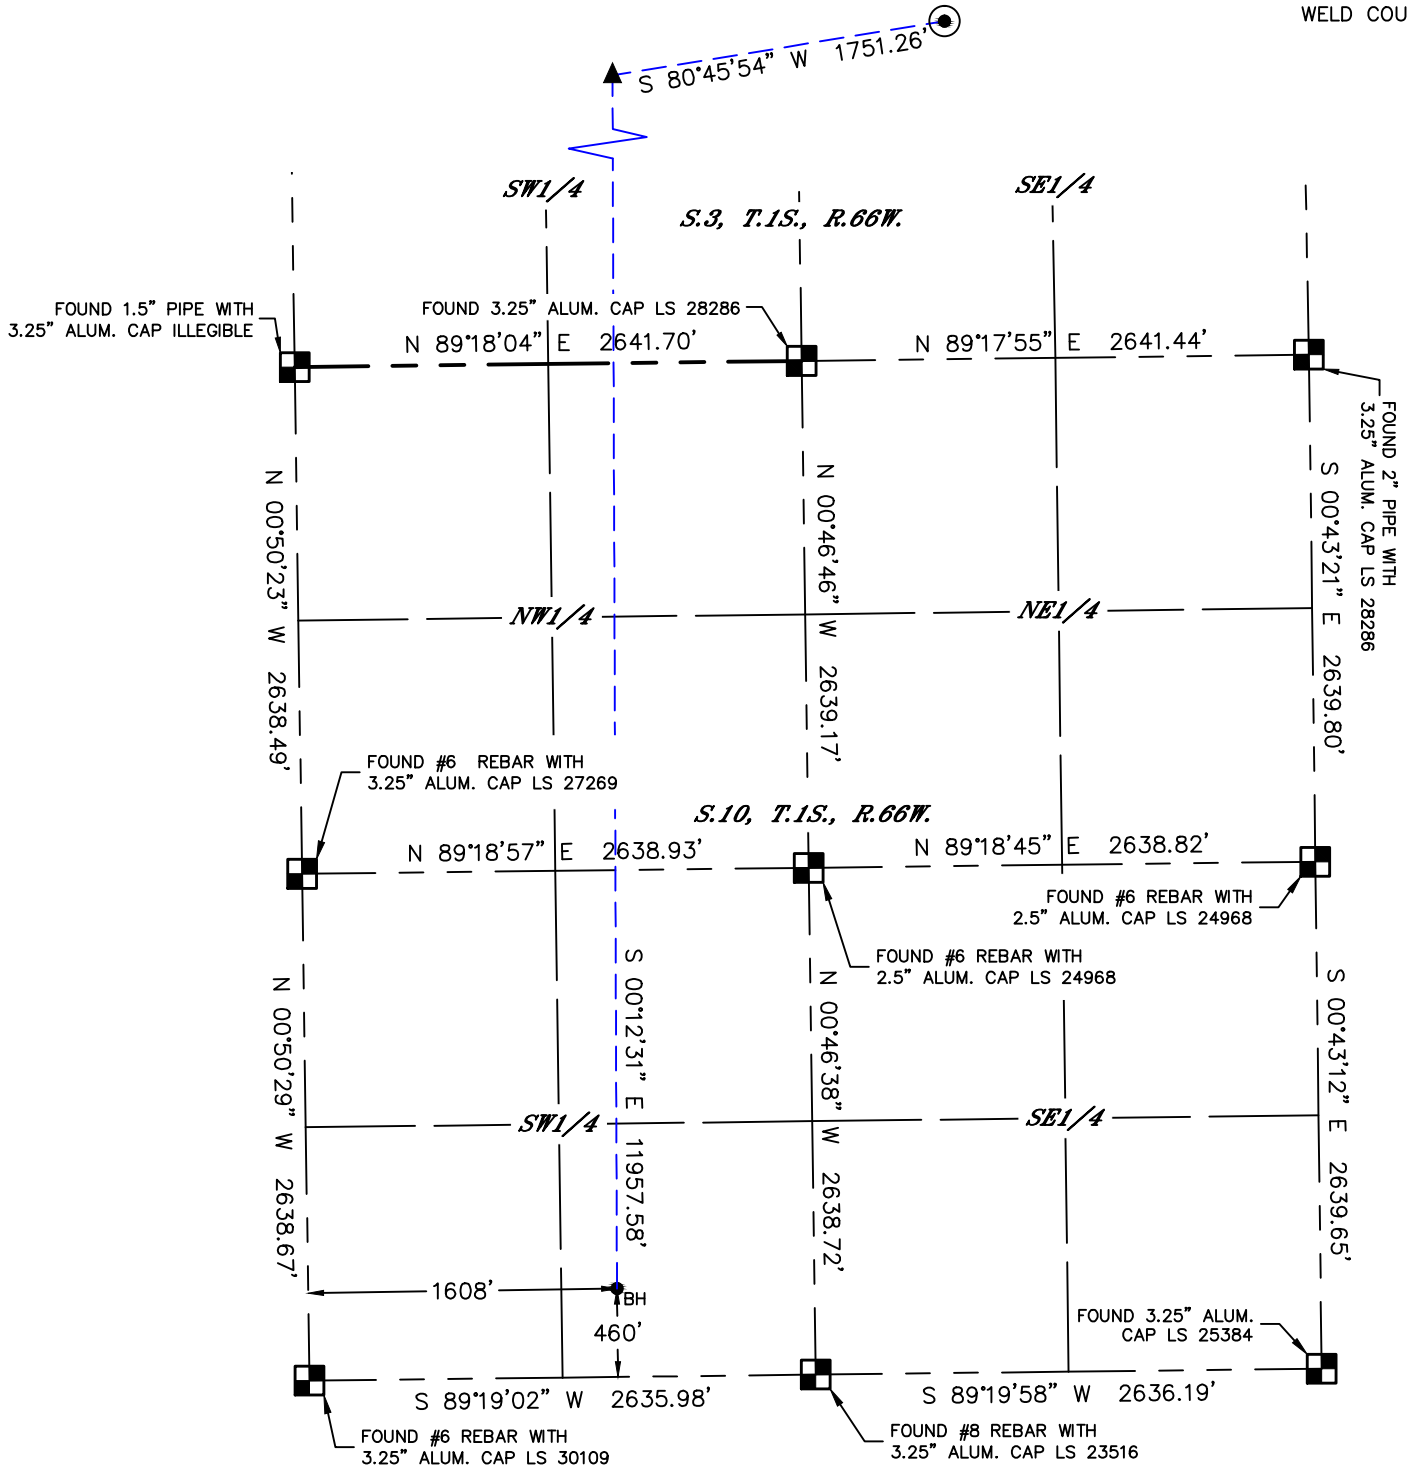 WELD COU
S 80°45'54" W 1751.26'
SW1/4
SE1/4
S.3, T.1S., R.66W.
FOUND 1.5" PIPE WITH
3.25" ALUM. CAP ILLEGIBLE
FOUND 3.25" ALUM. CAP LS 28286
N 89°18'04" E 2641.70'
N 89°17'55" E 2641.44'
FOUND 2" PIPE WITH
3.25" ALUM. CAP LS 28286
N 00°50'23" W 2638.49'
N 00°46'46" W 2639.17'
S 00°43'21" E 2639.80'
NW1/4
NE1/4
FOUND #6 REBAR WITH
3.25" ALUM. CAP LS 27269
S.10, T.1S., R.66W.
N 89°18'57" E 2638.93'
N 89°18'45" E 2638.82'
FOUND #6 REBAR WITH
2.5" ALUM. CAP LS 24968
FOUND #6 REBAR WITH
2.5" ALUM. CAP LS 24968
N 00°50'29" W 2638.67'
S 00°12'31" E 11957.58'
N 00°46'38" W 2638.72'
S 00°43'12" E 2639.65'
SW1/4
SE1/4
1608'
BH
460'
FOUND 3.25" ALUM.
CAP LS 25384
S 89°19'02" W 2635.98'
S 89°19'58" W 2636.19'
FOUND #6 REBAR WITH
3.25" ALUM. CAP LS 30109
FOUND #8 REBAR WITH
3.25" ALUM. CAP LS 23516